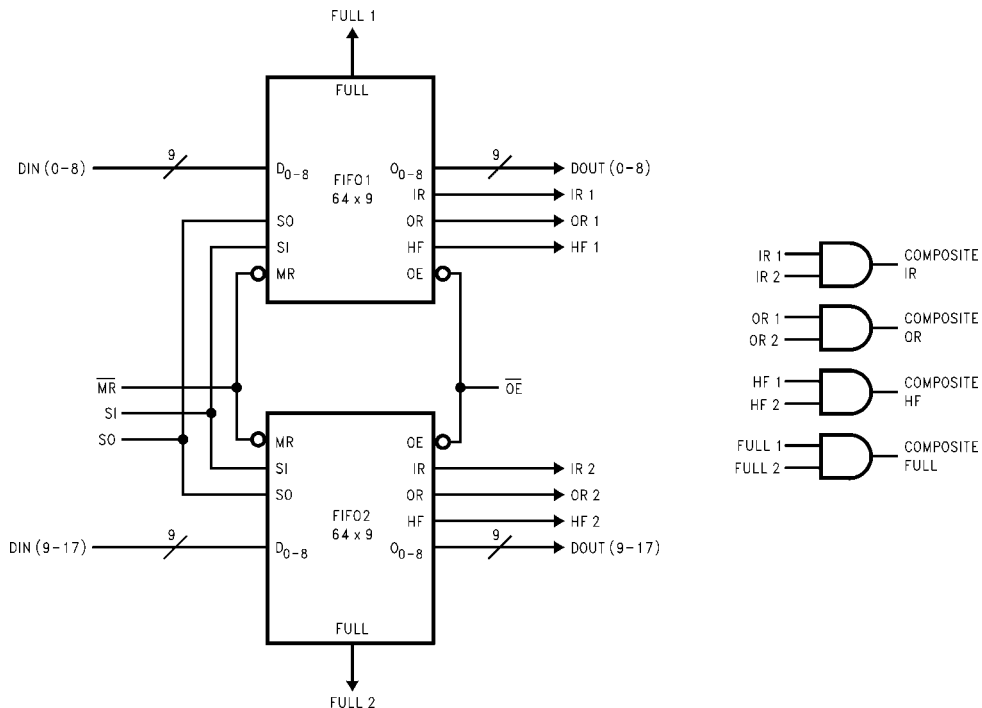 FULL 1
FULL
DIN (0–8)
9
D0–8
FIFO1
64 x 9
O0–8
9
DOUT (0–8)
IR
IR 1
SO
OR
OR 1
SI
HF
HF 1
MR
OE
M̅R̅
O̅E̅
SI
SO
MR
OE
SI
IR
IR 2
SO
OR
OR 2
FIFO2
64 x 9
HF
HF 2
DIN (9–17)
9
D0–8
O0–8
9
DOUT (9–17)
FULL
FULL 2
IR 1
IR 2
COMPOSITE
IR
OR 1
OR 2
COMPOSITE
OR
HF 1
HF 2
COMPOSITE
HF
FULL 1
FULL 2
COMPOSITE
FULL